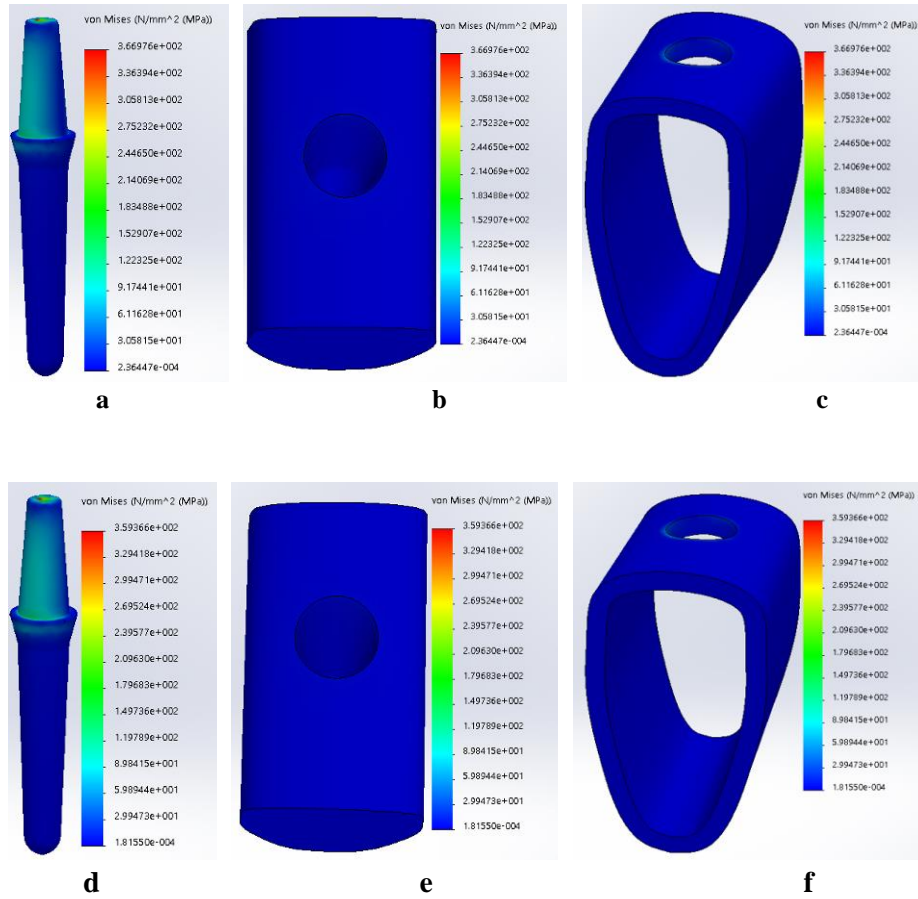 von Mises (N/mm^2 (MPa))
3.66976e+002
3.36394e+002
3.05813e+002
2.75232e+002
2.44650e+002
2.14069e+002
1.83488e+002
1.52907e+002
1.22325e+002
9.17441e+001
6.11628e+001
3.05815e+001
2.36447e-004
a
von Mises (N/mm^2 (MPa))
3.66976e+002
3.36394e+002
3.05813e+002
2.75232e+002
2.44650e+002
2.14069e+002
1.83488e+002
1.52907e+002
1.22325e+002
9.17441e+001
6.11628e+001
3.05815e+001
2.36447e-004
b
von Mises (N/mm^2 (MPa))
3.66976e+002
3.36394e+002
3.05813e+002
2.75232e+002
2.44650e+002
2.14069e+002
1.83488e+002
1.52907e+002
1.22325e+002
9.17441e+001
6.11628e+001
3.05815e+001
2.36447e-004
c
von Mises (N/mm^2 (MPa))
3.59366e+002
3.29418e+002
2.99471e+002
2.69524e+002
2.39577e+002
2.09630e+002
1.79683e+002
1.49736e+002
1.19789e+002
8.98415e+001
5.98944e+001
2.99473e+001
1.81550e-004
d
von Mises (N/mm^2 (MPa))
3.59366e+002
3.29418e+002
2.99471e+002
2.69524e+002
2.39577e+002
2.09630e+002
1.79683e+002
1.49736e+002
1.19789e+002
8.98415e+001
5.98944e+001
2.99473e+001
1.81550e-004
e
von Mises (N/mm^2 (MPa))
3.59366e+002
3.29418e+002
2.99471e+002
2.69524e+002
2.39577e+002
2.09630e+002
1.79683e+002
1.19789e+002
8.98415e+001
5.98944e+001
2.99473e+001
1.81550e-004
f